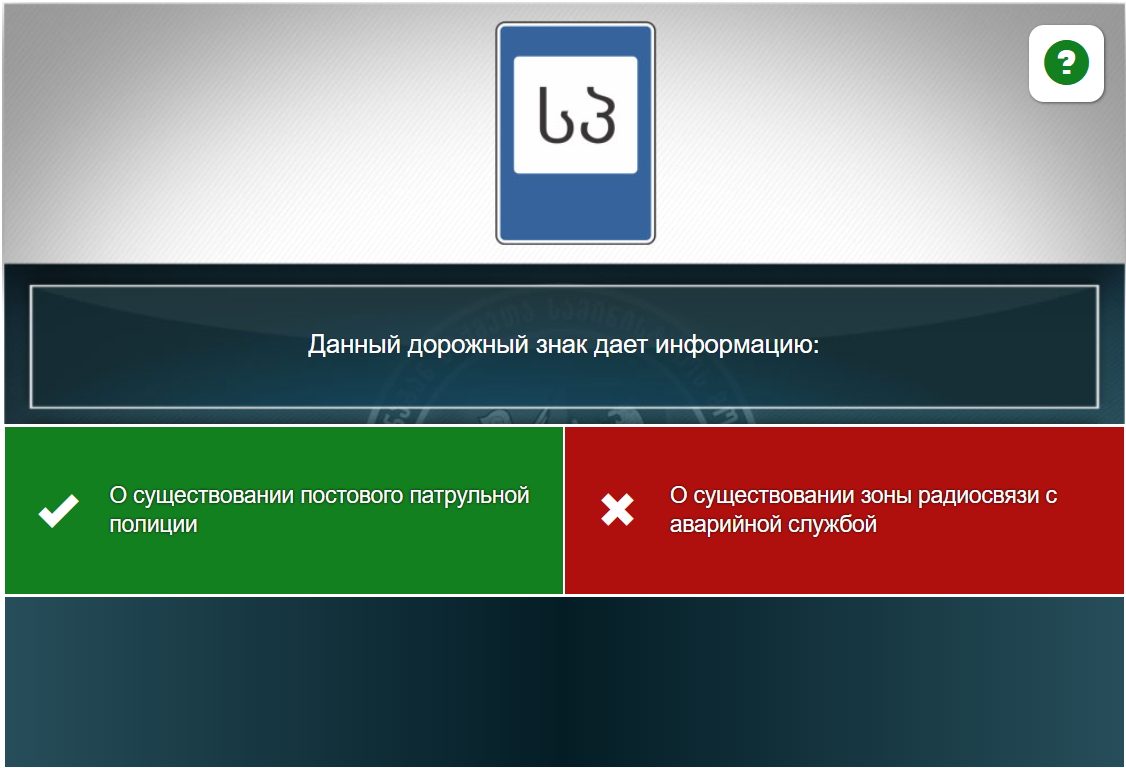 სპ
?
Данный дорожный знак дает информацию:
О существовании постового патрульной
полиции
О существовании зоны радиосвязи с
аварийной службой